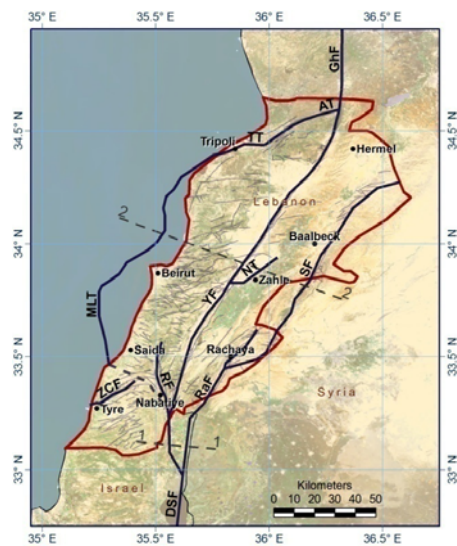 35° E
35.5° E
36° E
36.5° E
GhF
34.5° N
34.5° N
AT
TT
Tripoli
Hermel
Lebanon
2
Baalbeck
34° N
34° N
SF
NT
Zahle
Beirut
YF
2
MLT
33.5° N
33.5° N
Saida
Rachaya
RF
RaF
ZCF
Nabatiye
Tyre
Syria
1
1
33° N
33° N
Israel
DSF
Kilometers
0 10 20 30 40 50
35° E
35.5° E
36° E
36.5° E